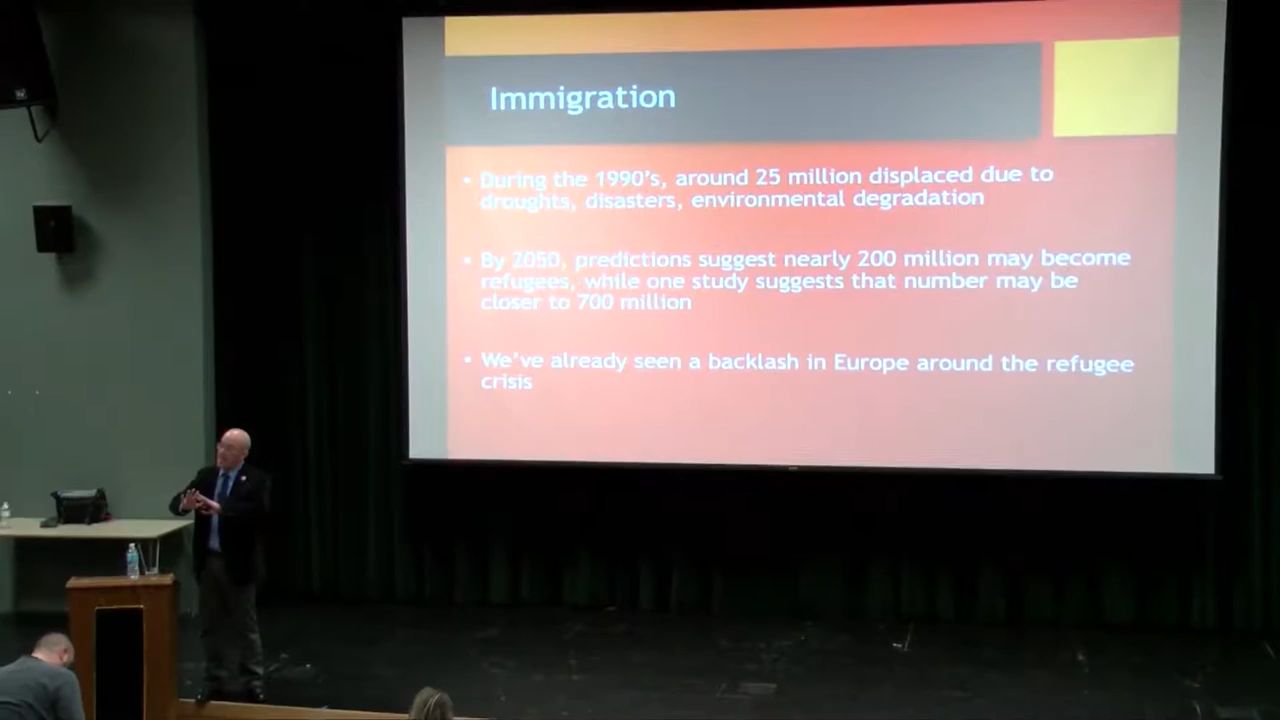 Immigration
• During the 1990's, around 25 million displaced due to
droughts, disasters, environmental degradation
• By 2050, predictions suggest nearly 200 million may become
refugees, while one study suggests that number may be
closer to 700 million
• We've already seen a backlash in Europe around the refugee
crisis